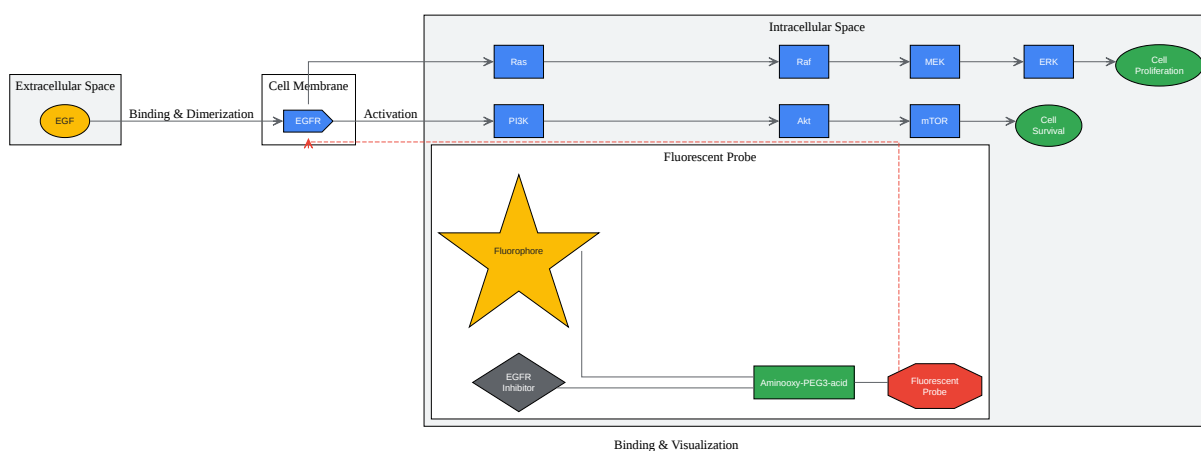 Intracellular Space
Ras
Raf
MEK
ERK
Cell
Proliferation
Extracellular Space
Cell Membrane
EGF
Binding & Dimerization
EGFR
Activation
PI3K
Akt
mTOR
Cell
Survival
Fluorescent Probe
Fluorophore
EGFR
Inhibitor
Aminooxy-PEG3-acid
Fluorescent
Probe
Binding & Visualization